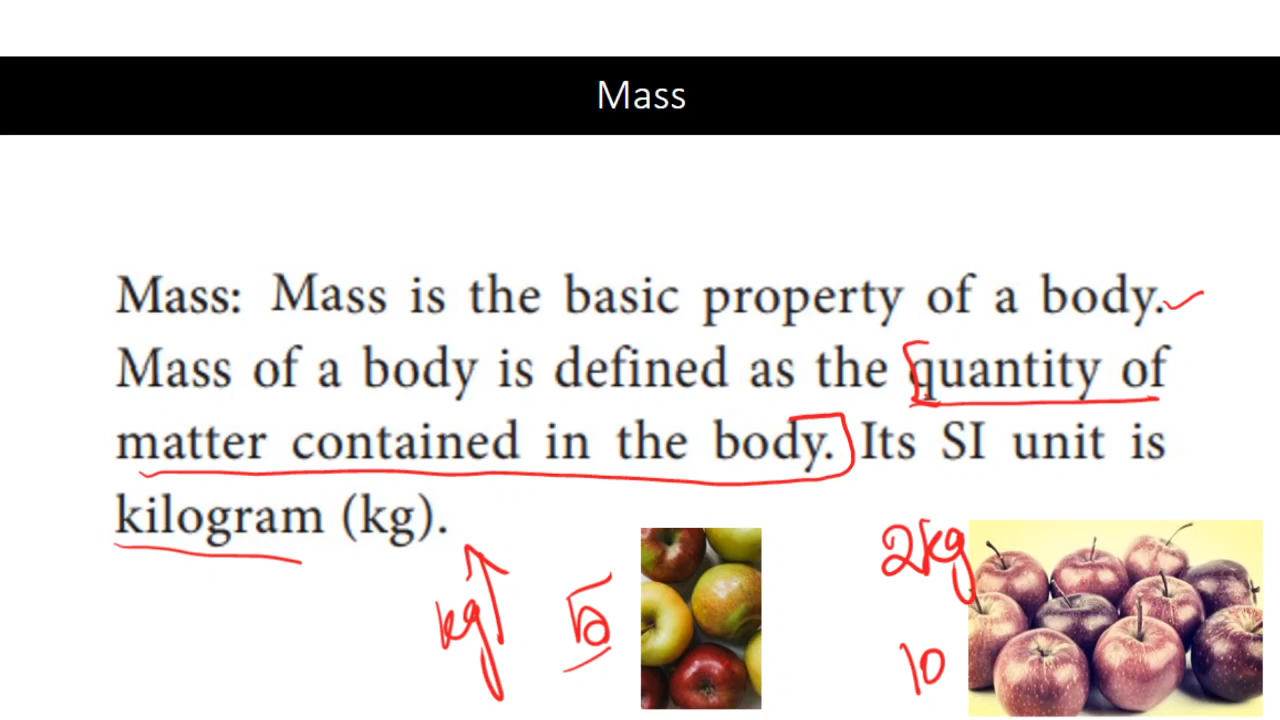 Mass
Mass: Mass is the basic property of a body.
Mass of a body is defined as the quantity of
matter contained in the body. Its SI unit is
kilogram (kg).
2kg
kg
10